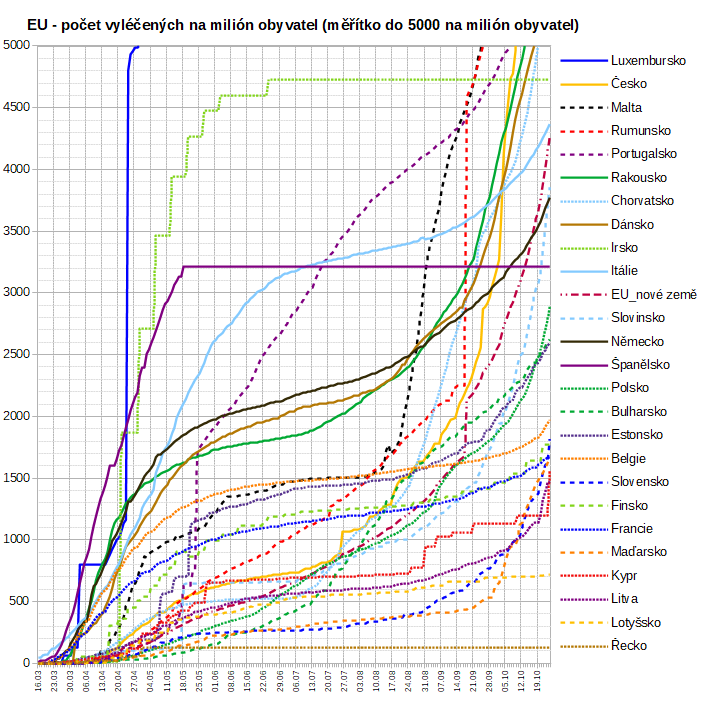 EU - počet vyléčených na milión obyvatel (měřítko do 5000 na milión obyvatel)
5000
4500
4000
3500
3000
2500
2000
1500
1000
500
0
16.03
23.03
30.03
06.04
13.04
20.04
27.04
04.05
11.05
18.05
25.05
01.06
08.06
15.06
22.06
29.06
06.07
13.07
20.07
27.07
03.08
10.08
17.08
24.08
31.08
07.09
14.09
21.09
28.09
05.10
12.10
19.10
Luxembursko
Česko
Malta
Rumunsko
Portugalsko
Rakousko
Chorvatsko
Dánsko
Irsko
Itálie
EU_nové země
Slovinsko
Německo
Španělsko
Polsko
Bulharsko
Estonsko
Belgie
Slovensko
Finsko
Francie
Maďarsko
Kypr
Litva
Lotyšsko
Řecko